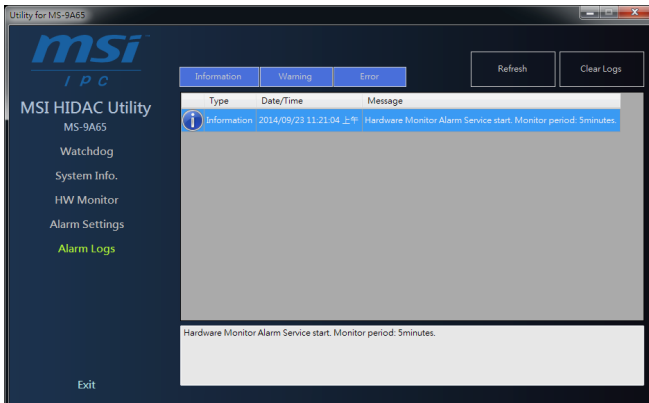 Utility for MS-9A65
msi
IPC
MSI HIDAC Utility
MS-9A65
Watchdog
System Info.
HW Monitor
Alarm Settings
Alarm Logs
Exit
Information Warning Error
Refresh Clear Logs
Type Date/Time Message
Information 2014/09/23 11:21:04 上午 Hardware Monitor Alarm Service start. Monitor period: 5minutes.
Hardware Monitor Alarm Service start. Monitor period: 5minutes.